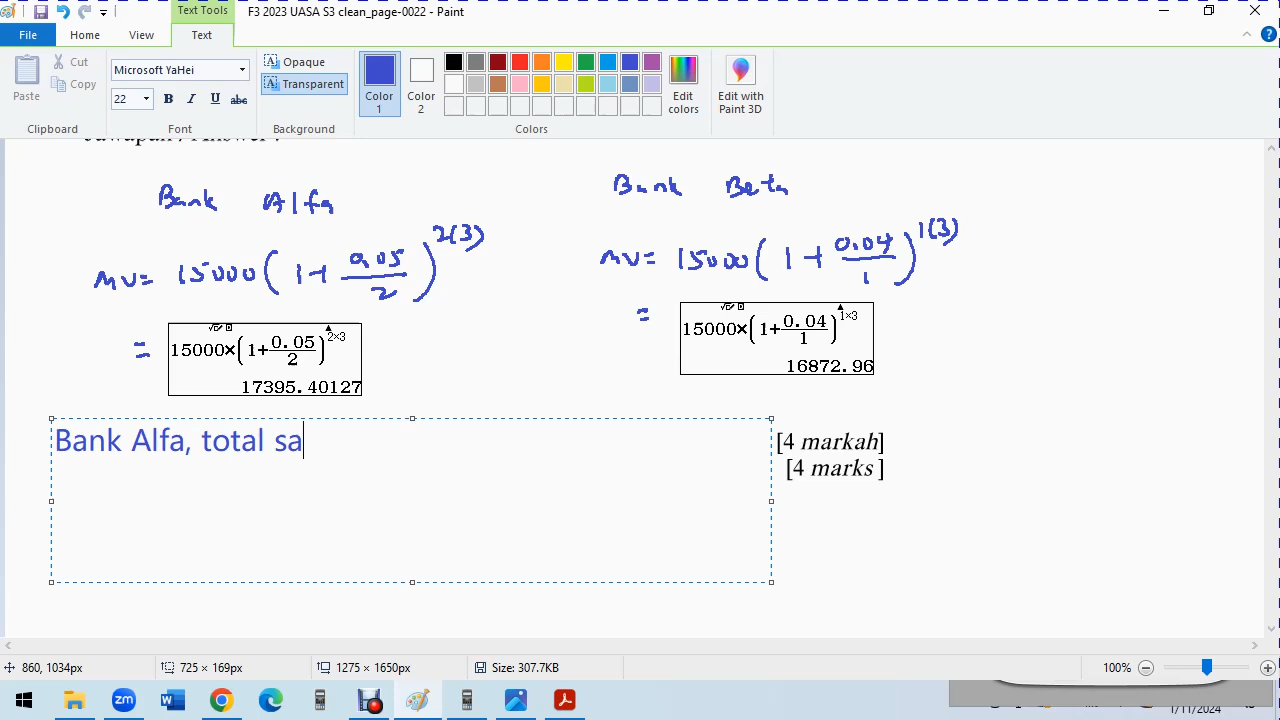 Text Tools
F3 2023 UASA S3 clean_page-0022 - Paint
File Home View Text
Paste
Cut
Copy
Clipboard
Microsoft YaHei
22 B I U abc
Font
Opaque
Transparent
Background
Color 1
Color 2
Edit colors
Edit with Paint 3D
Colors
Jawapan / Answer :
Bank Alfa
MV= 15000(1+0.05/2)^2(3)
=
15000×(1+0.05/2)^2×3
17395.40127
Bank Beta
MV= 15000(1+0.04/1)^1(3)
=
15000×(1+0.04/1)^1×3
16872.96
Bank Alfa, total sa
[4 markah]
[4 marks ]
860, 1034px
725 × 169px
1275 × 1650px
Size: 307.7KB
100%
1/11/2024